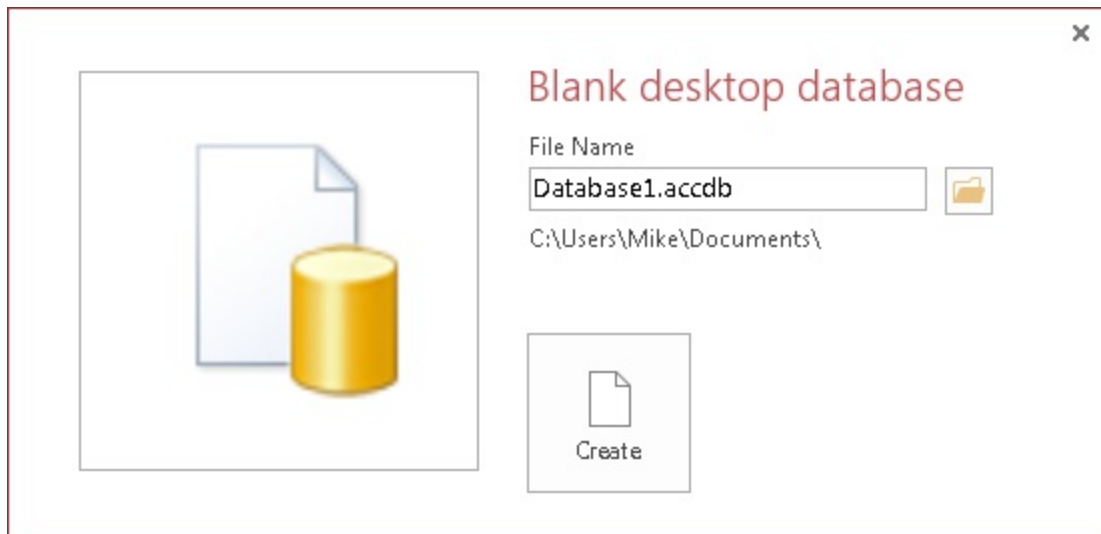 Blank desktop database
File Name
Database1.accdb
C:\Users\Mike\Documents\
Create